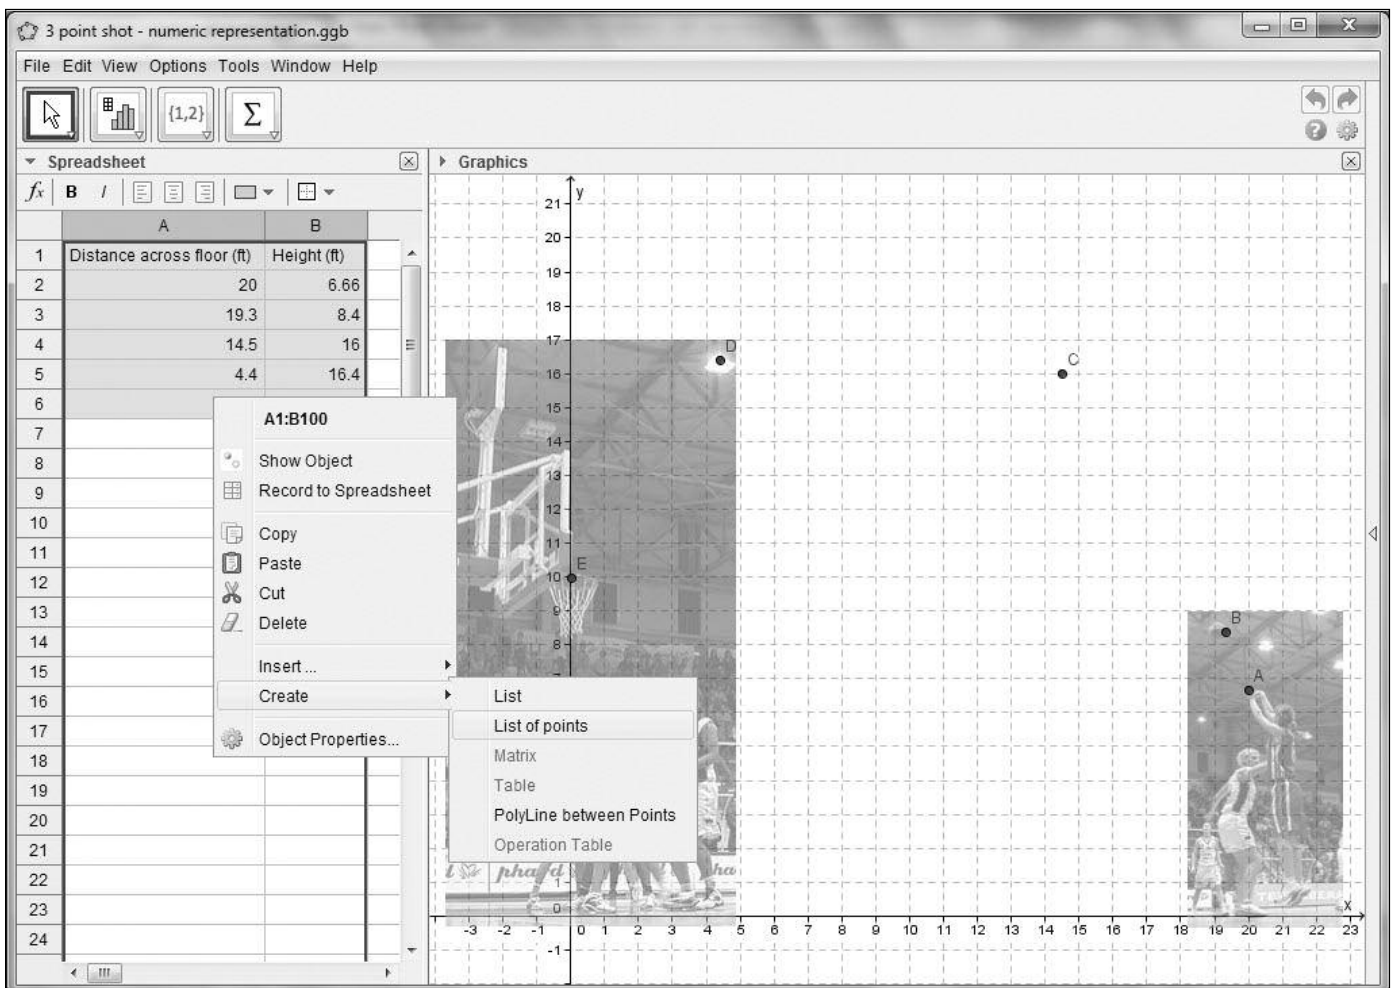 3 point shot - numeric representation.ggb
File Edit View Options Tools Window Help
{1,2} Σ
Spreadsheet
Graphics
fx B I
A B
1 Distance across floor (ft) Height (ft)
2 20 6.66
3 19.3 8.4
4 14.5 16
5 4.4 16.4
6
7
8
9
10
11
12
13
14
15
16
17
18
19
20
21
22
23
24
A1:B100
Show Object
Record to Spreadsheet
Copy
Paste
Cut
Delete
Insert ...
Create
Object Properties...
List
List of points
Matrix
Table
PolyLine between Points
Operation Table
y
21
20
19
18
17
16
15
14
13
12
11
10
9
8
1
0
-1
D
C
E
B
A
x
-3 -2 -1 0 1 2 3 4 5 6 7 8 9 10 11 12 13 14 15 16 17 18 19 20 21 22 23